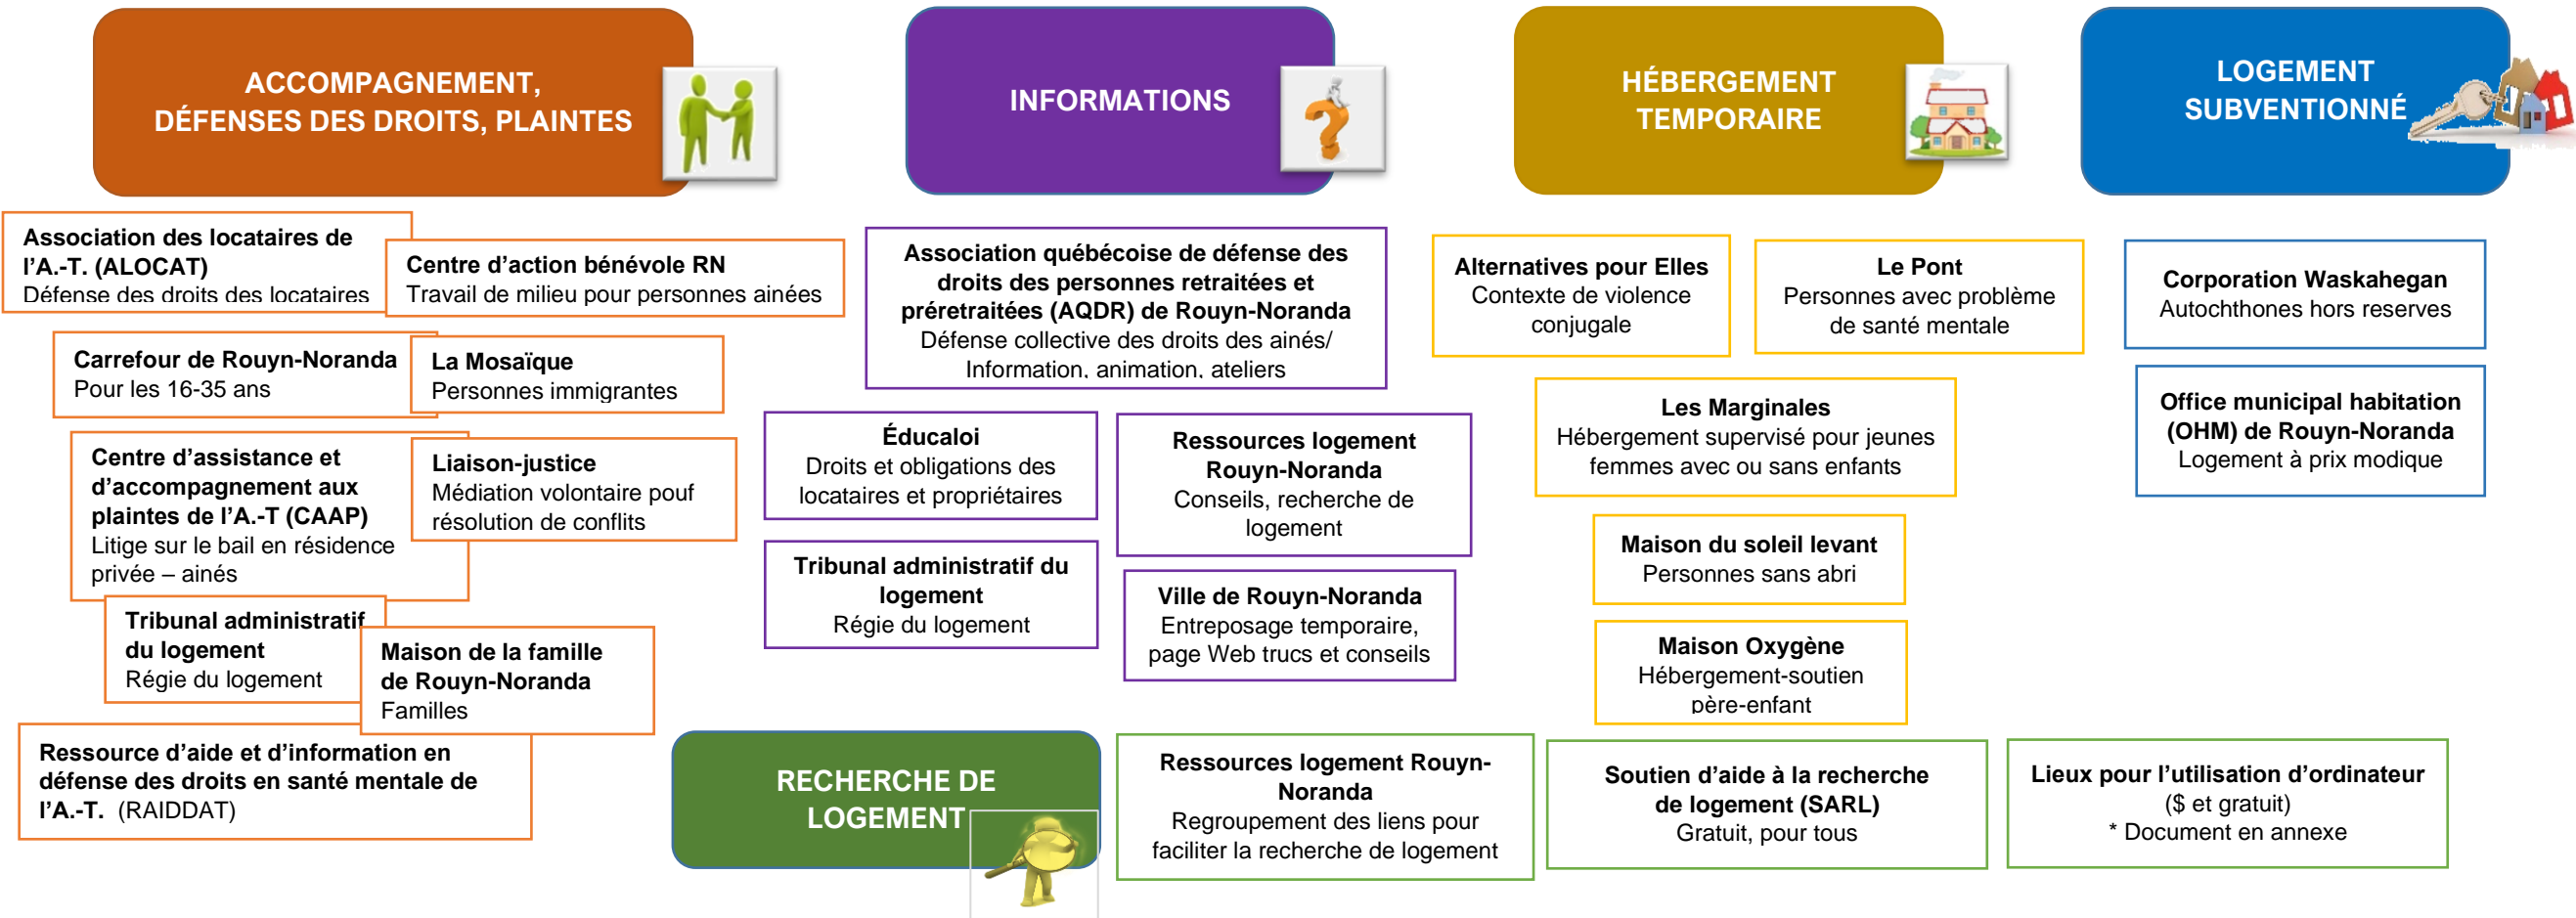 ACCOMPAGNEMENT,
DÉFENSES DES DROITS, PLAINTES
Association des locataires de
l’A.-T. (ALOCAT)
Défense des droits des locataires
Centre d’action bénévole RN
Travail de milieu pour personnes ainées
Carrefour de Rouyn-Noranda
Pour les 16-35 ans
La Mosaïque
Personnes immigrantes
Centre d’assistance et
d’accompagnement aux
plaintes de l’A.-T (CAAP)
Litige sur le bail en résidence
privée – ainés
Liaison-justice
Médiation volontaire pouf
résolution de conflits
Tribunal administratif
du logement
Régie du logement
Maison de la famille
de Rouyn-Noranda
Familles
Ressource d’aide et d’information en
défense des droits en santé mentale de
l’A.-T. (RAIDDAT)
INFORMATIONS
Association québécoise de défense des
droits des personnes retraitées et
préretraitées (AQDR) de Rouyn-Noranda
Défense collective des droits des ainés/
Information, animation, ateliers
Éducaloi
Droits et obligations des
locataires et propriétaires
Ressources logement
Rouyn-Noranda
Conseils, recherche de
logement
Tribunal administratif du
logement
Régie du logement
Ville de Rouyn-Noranda
Entreposage temporaire,
page Web trucs et conseils
HÉBERGEMENT
TEMPORAIRE
Alternatives pour Elles
Contexte de violence
conjugale
Le Pont
Personnes avec problème
de santé mentale
Les Marginales
Hébergement supervisé pour jeunes
femmes avec ou sans enfants
Maison du soleil levant
Personnes sans abri
Maison Oxygène
Hébergement-soutien
père-enfant
LOGEMENT
SUBVENTIONNÉ
Corporation Waskahegan
Autochthones hors reserves
Office municipal habitation
(OHM) de Rouyn-Noranda
Logement à prix modique
RECHERCHE DE
LOGEMENT
Ressources logement Rouyn-
Noranda
Regroupement des liens pour
faciliter la recherche de logement
Soutien d’aide à la recherche
de logement (SARL)
Gratuit, pour tous
Lieux pour l’utilisation d’ordinateur
($ et gratuit)
* Document en annexe